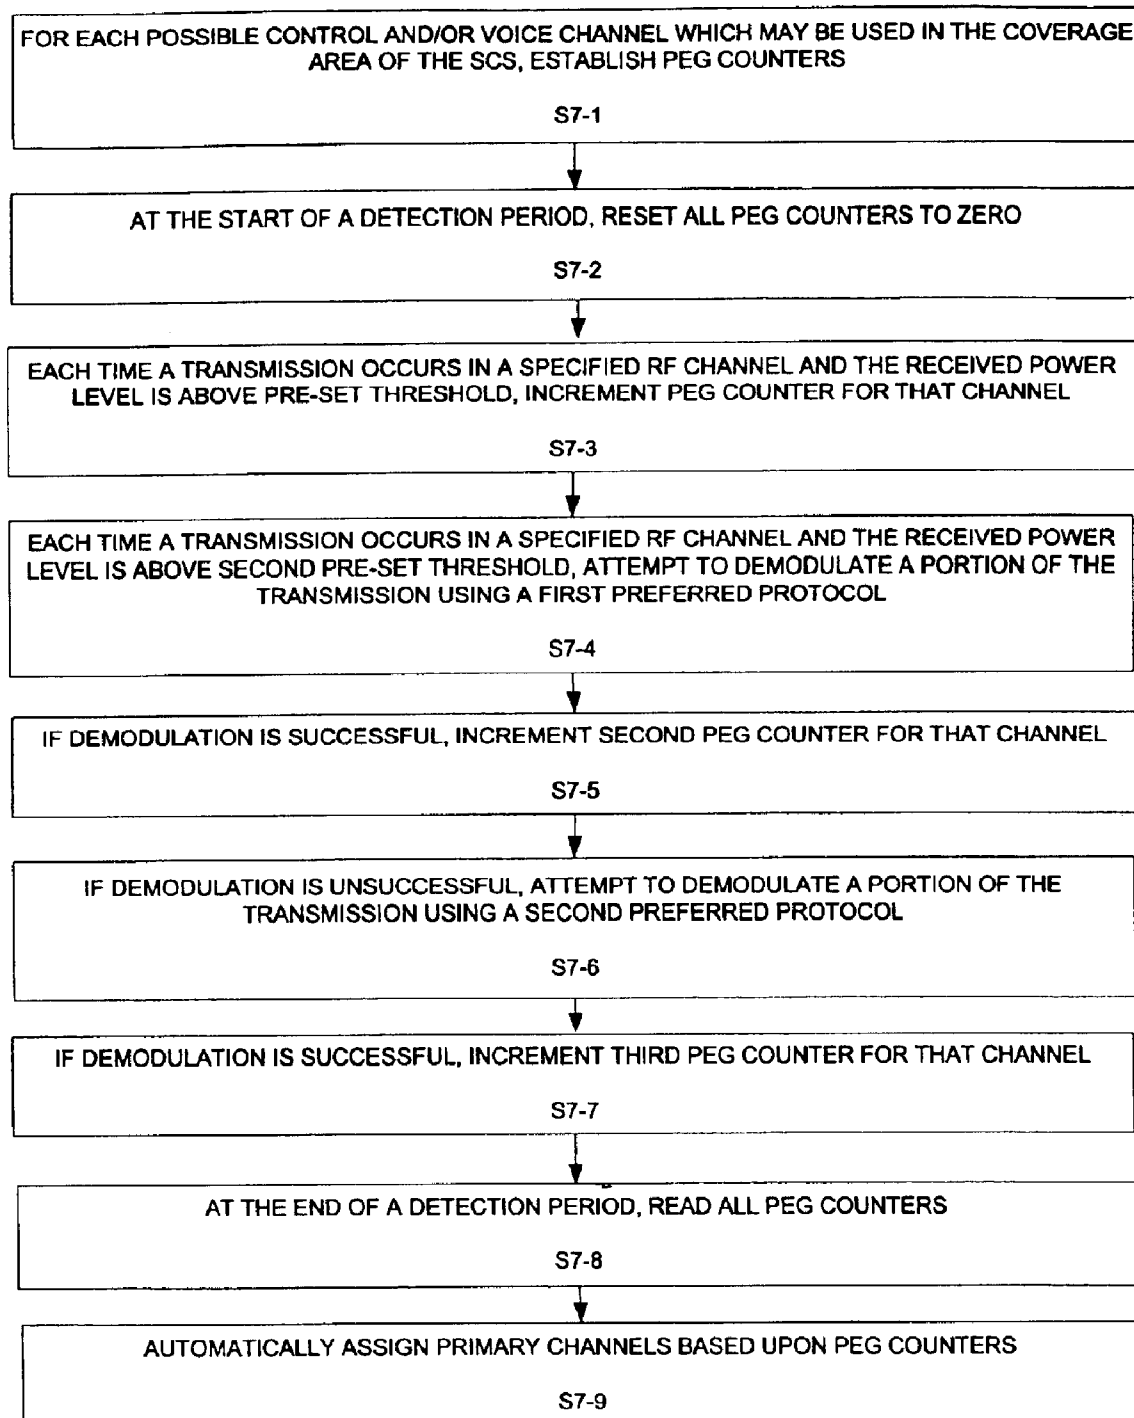 FOR EACH POSSIBLE CONTROL AND/OR VOICE CHANNEL WHICH MAY BE USED IN THE COVERAGE
AREA OF THE SCS, ESTABLISH PEG COUNTERS
S7-1
AT THE START OF A DETECTION PERIOD, RESET ALL PEG COUNTERS TO ZERO
S7-2
EACH TIME A TRANSMISSION OCCURS IN A SPECIFIED RF CHANNEL AND THE RECEIVED POWER
LEVEL IS ABOVE PRE-SET THRESHOLD, INCREMENT PEG COUNTER FOR THAT CHANNEL
S7-3
EACH TIME A TRANSMISSION OCCURS IN A SPECIFIED RF CHANNEL AND THE RECEIVED POWER
LEVEL IS ABOVE SECOND PRE-SET THRESHOLD, ATTEMPT TO DEMODULATE A PORTION OF THE
TRANSMISSION USING A FIRST PREFERRED PROTOCOL
S7-4
IF DEMODULATION IS SUCCESSFUL, INCREMENT SECOND PEG COUNTER FOR THAT CHANNEL
S7-5
IF DEMODULATION IS UNSUCCESSFUL, ATTEMPT TO DEMODULATE A PORTION OF THE
TRANSMISSION USING A SECOND PREFERRED PROTOCOL
S7-6
IF DEMODULATION IS SUCCESSFUL, INCREMENT THIRD PEG COUNTER FOR THAT CHANNEL
S7-7
AT THE END OF A DETECTION PERIOD, READ ALL PEG COUNTERS
S7-8
AUTOMATICALLY ASSIGN PRIMARY CHANNELS BASED UPON PEG COUNTERS
S7-9